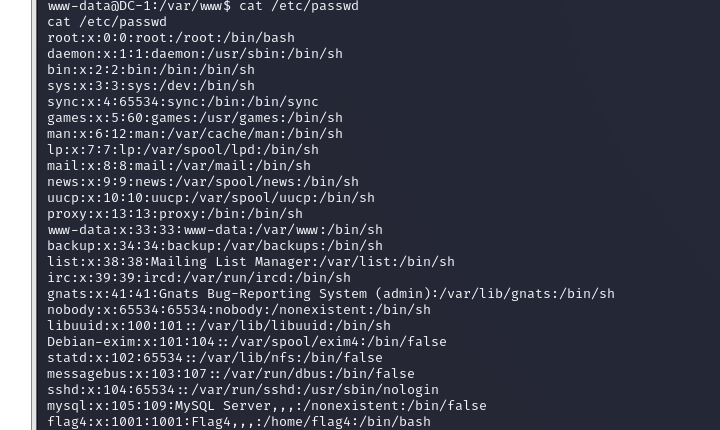 www-data@DC-1:/var/www$ cat /etc/passwd
cat /etc/passwd
root:x:0:0:root:/root:/bin/bash
daemon:x:1:1:daemon:/usr/sbin:/bin/sh
bin:x:2:2:bin:/bin:/bin/sh
sys:x:3:3:sys:/dev:/bin/sh
sync:x:4:65534:sync:/bin:/bin/sync
games:x:5:60:games:/usr/games:/bin/sh
man:x:6:12:man:/var/cache/man:/bin/sh
lp:x:7:7:lp:/var/spool/lpd:/bin/sh
mail:x:8:8:mail:/var/mail:/bin/sh
news:x:9:9:news:/var/spool/news:/bin/sh
uucp:x:10:10:uucp:/var/spool/uucp:/bin/sh
proxy:x:13:13:proxy:/bin:/bin/sh
www-data:x:33:33:www-data:/var/www:/bin/sh
backup:x:34:34:backup:/var/backups:/bin/sh
list:x:38:38:Mailing List Manager:/var/list:/bin/sh
irc:x:39:39:ircd:/var/run/ircd:/bin/sh
gnats:x:41:41:Gnats Bug-Reporting System (admin):/var/lib/gnats:/bin/sh
nobody:x:65534:65534:nobody:/nonexistent:/bin/sh
libuuid:x:100:101::/var/lib/libuuid:/bin/sh
Debian-exim:x:101:104::/var/spool/exim4:/bin/false
statd:x:102:65534::/var/lib/nfs:/bin/false
messagebus:x:103:107::/var/run/dbus:/bin/false
sshd:x:104:65534::/var/run/sshd:/usr/sbin/nologin
mysql:x:105:109:MySQL Server,,,:/nonexistent:/bin/false
flag4:x:1001:1001:Flag4,,,:/home/flag4:/bin/bash